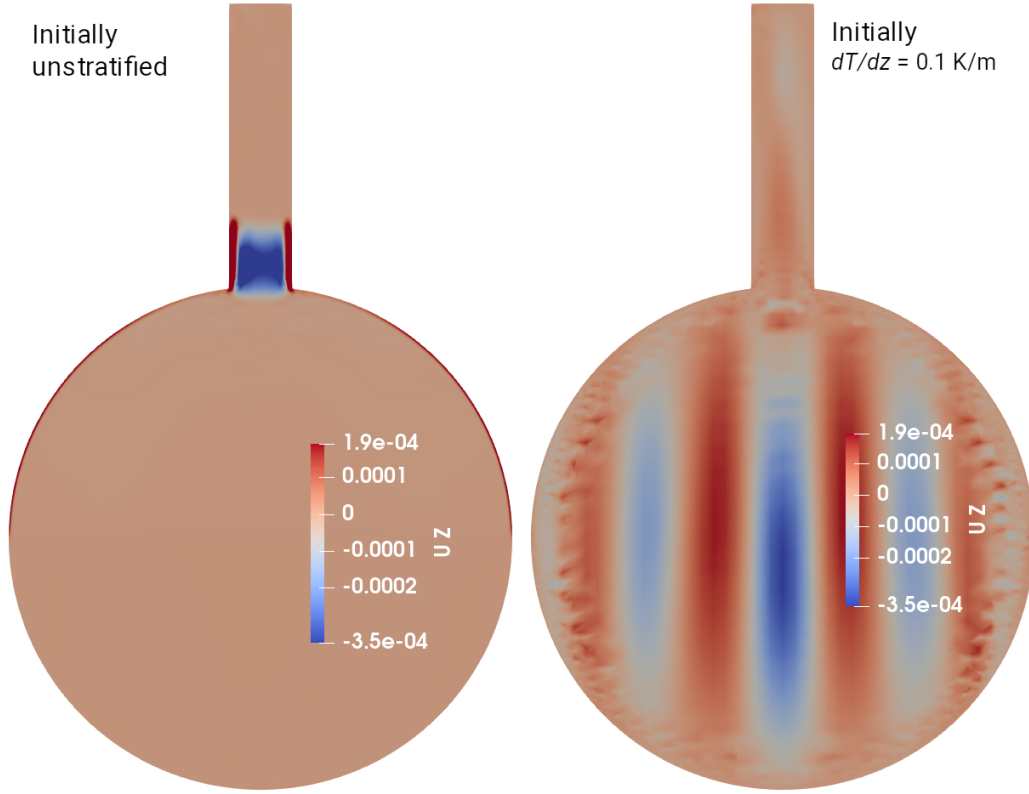 Initially
unstratified
Initially
dT/dz = 0.1 K/m
1.9e-04
0.0001
0
-0.0001
-0.0002
-3.5e-04
U Z
1.9e-04
0.0001
0
-0.0001
-0.0002
-3.5e-04
U Z